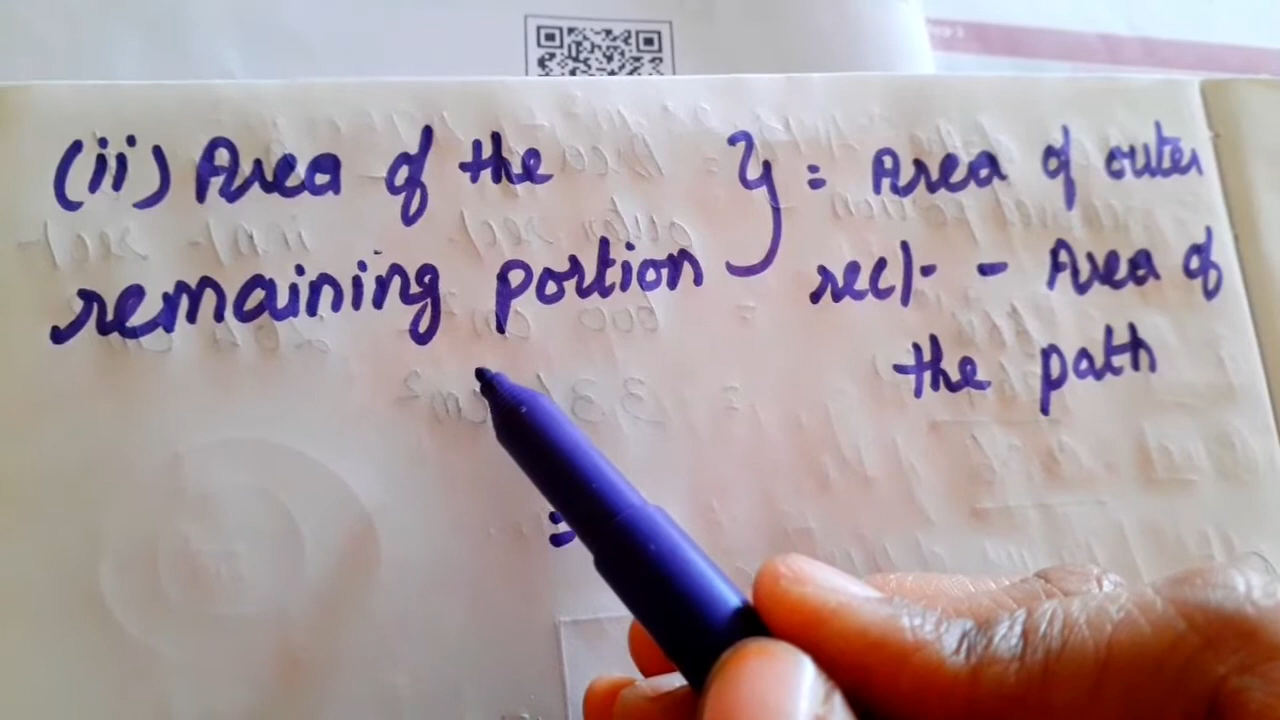 (ii) Area of the } = Area of outer
remaining portion rect. - Area of
the path
=